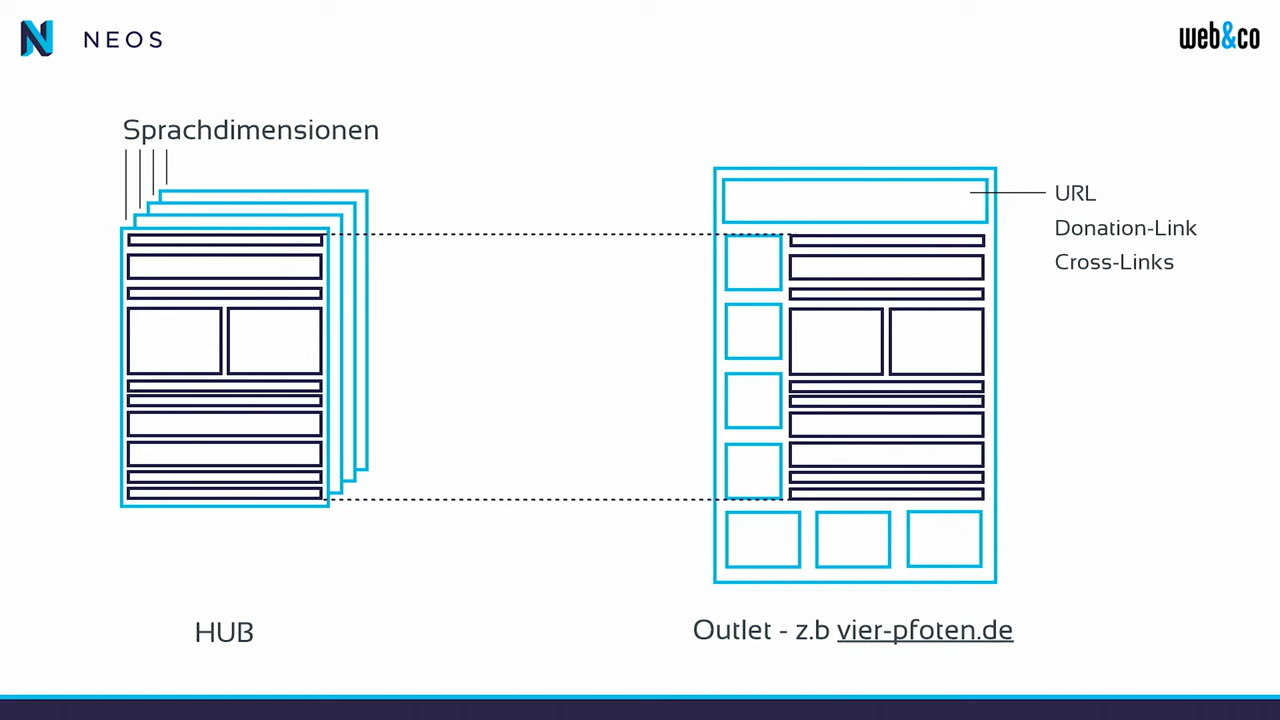 NEOS
web&co
Sprachdimensionen
URL
Donation-Link
Cross-Links
HUB
Outlet - z.b vier-pfoten.de